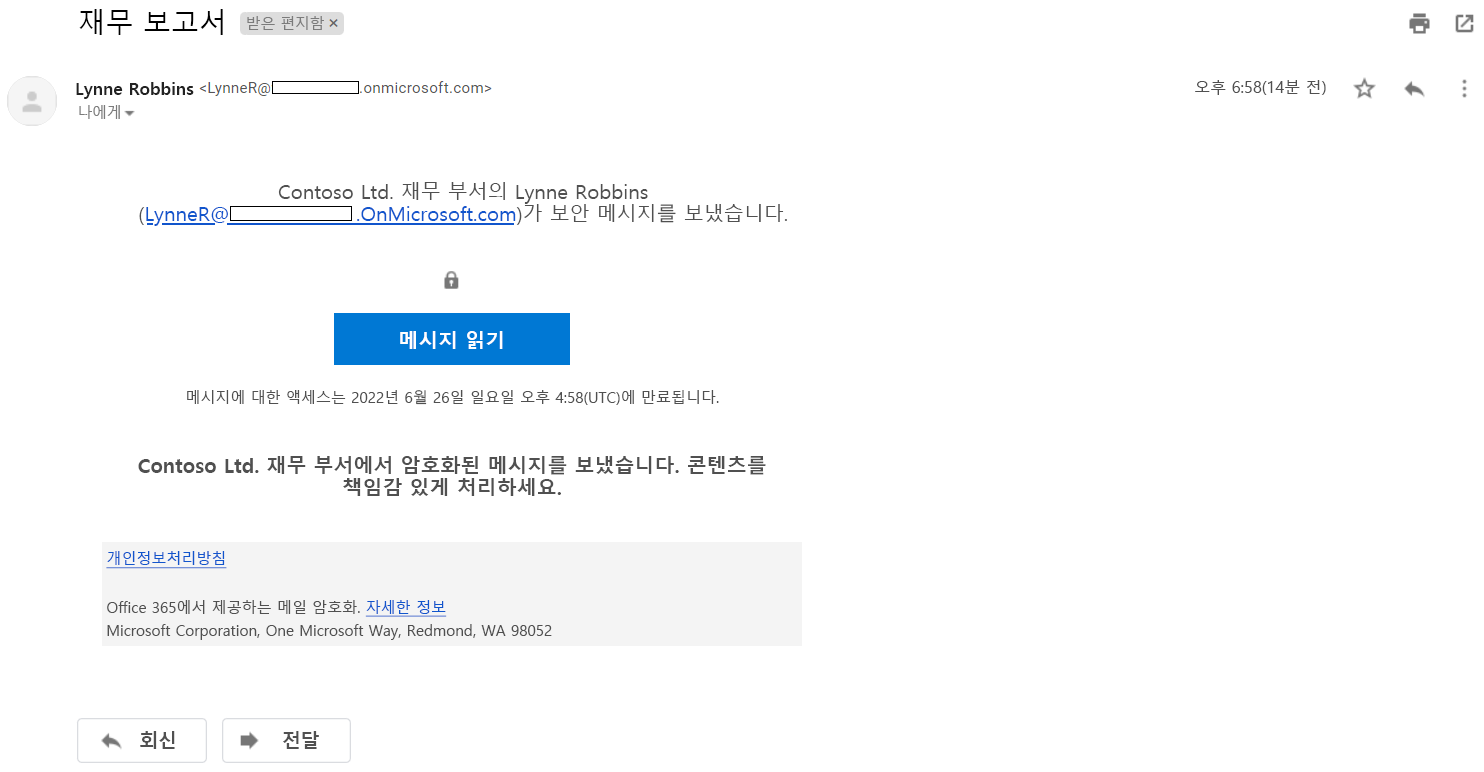 재무 보고서 받은 편지함 ×
Lynne Robbins <LynneR@ .onmicrosoft.com> 오후 6:58(14분 전)
나에게
Contoso Ltd. 재무 부서의 Lynne Robbins
(LynneR@ .OnMicrosoft.com)가 보안 메시지를 보냈습니다.
메시지 읽기
메시지에 대한 액세스는 2022년 6월 26일 일요일 오후 4:58(UTC)에 만료됩니다.
Contoso Ltd. 재무 부서에서 암호화된 메시지를 보냈습니다. 콘텐츠를
책임감 있게 처리하세요.
개인정보처리방침
Office 365에서 제공하는 메일 암호화. 자세한 정보
Microsoft Corporation, One Microsoft Way, Redmond, WA 98052
회신 전달